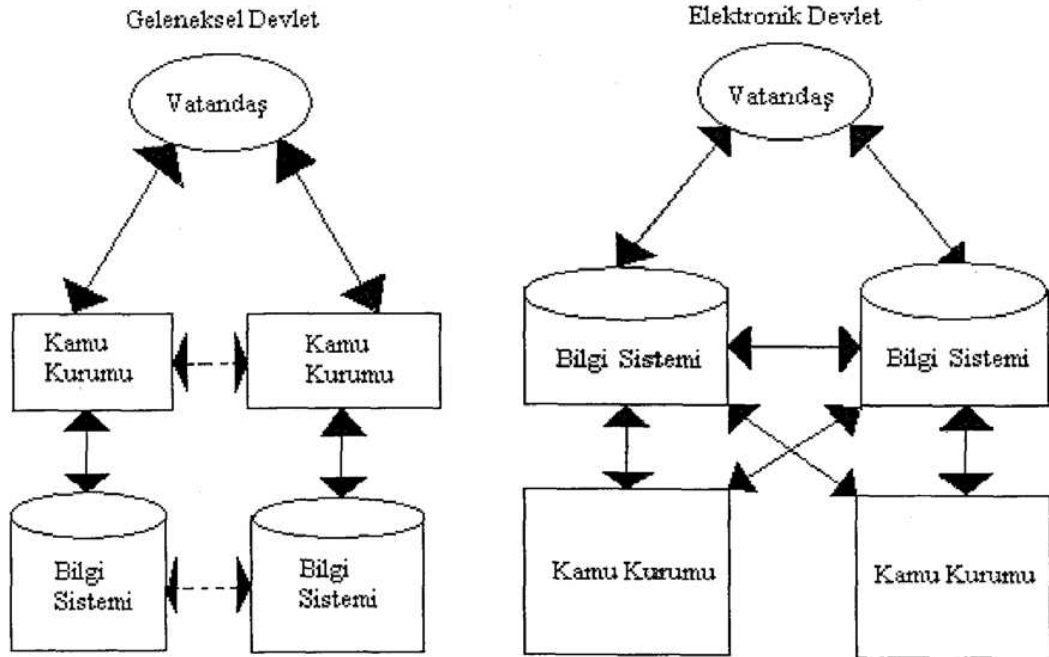 Geleneksel Devlet
Vatandaş
Kamu
Kurumu
Kamu
Kurumu
Bilgi
Sistemi
Bilgi
Sistemi
Elektronik Devlet
Vatandaş
Bilgi Sistemi
Bilgi Sistemi
Kamu Kurumu
Kamu Kurumu